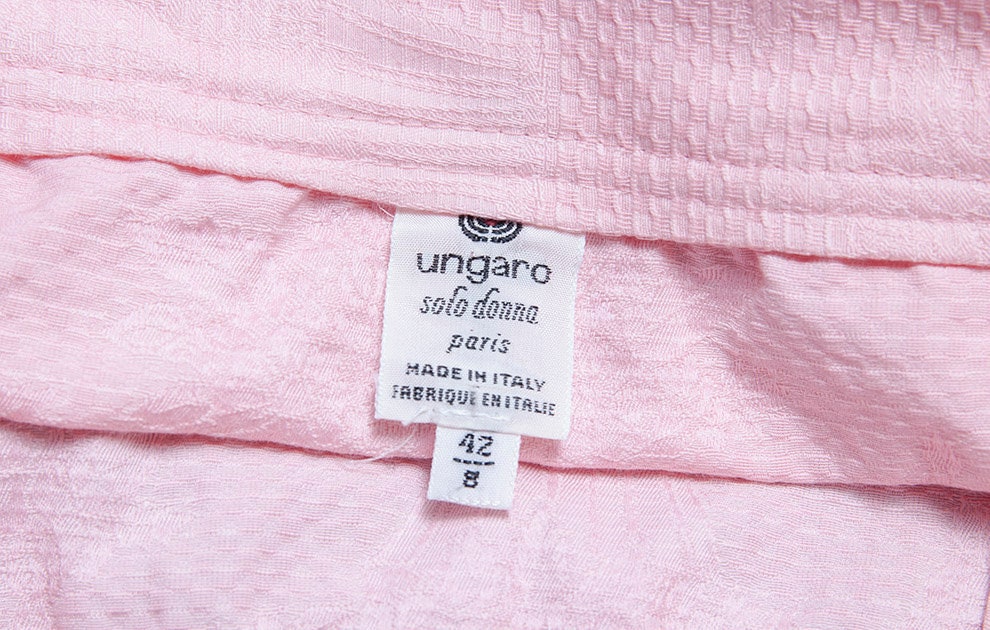 ungaro
solo donna
paris
MADE IN ITALY
FABRIQUE EN ITALIE
42
8